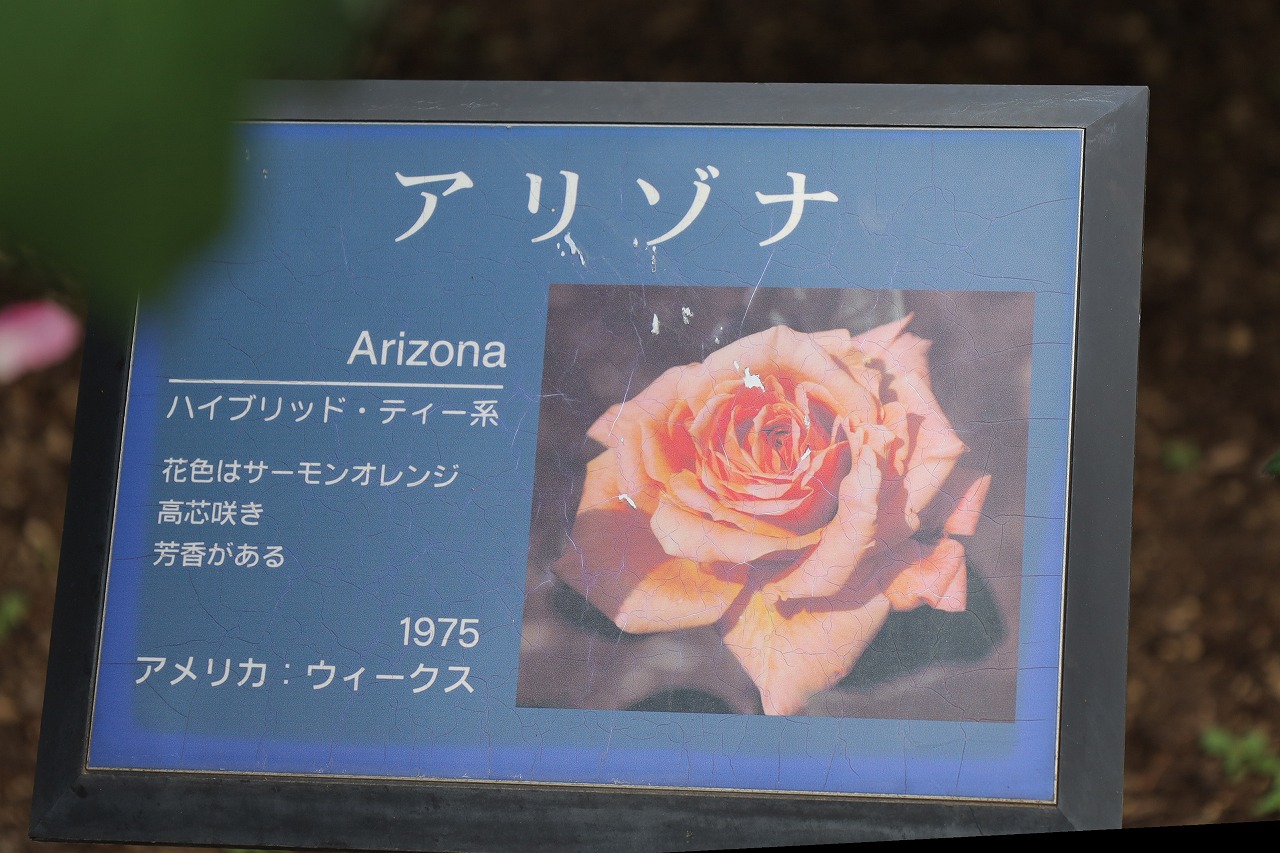 アリゾナ
Arizona
ハイブリッド・ティー系
花色はサーモンオレンジ
高芯咲き
芳香がある
1975
アメリカ：ウィークス